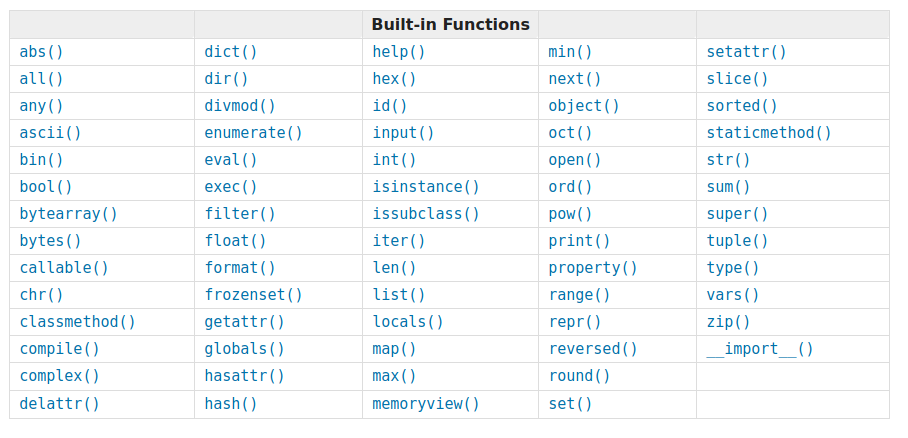 Built-in Functions
abs() dict() help() min() setattr()
all() dir() hex() next() slice()
any() divmod() id() object() sorted()
ascii() enumerate() input() oct() staticmethod()
bin() eval() int() open() str()
bool() exec() isinstance() ord() sum()
bytearray() filter() issubclass() pow() super()
bytes() float() iter() print() tuple()
callable() format() len() property() type()
chr() frozenset() list() range() vars()
classmethod() getattr() locals() repr() zip()
compile() globals() map() reversed() __import__()
complex() hasattr() max() round()
delattr() hash() memoryview() set()